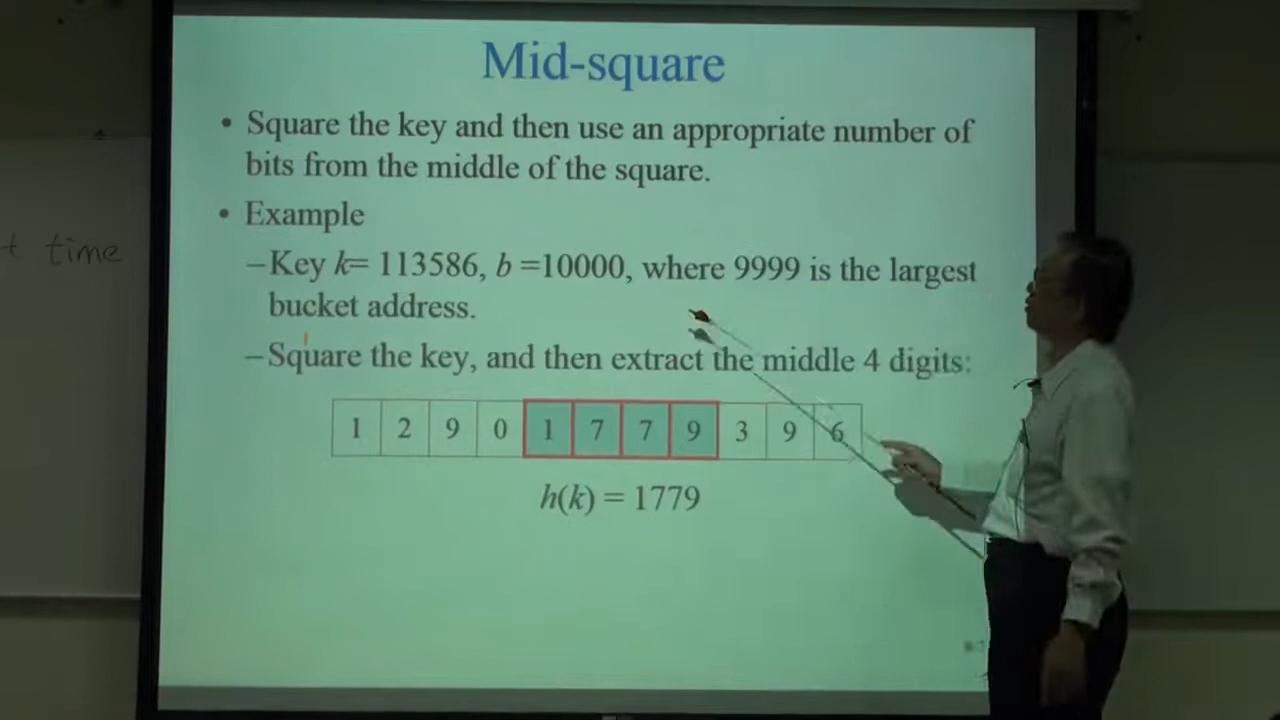 Mid-square
• Square the key and then use an appropriate number of
bits from the middle of the square.
• Example
–Key k= 113586, b =10000, where 9999 is the largest
bucket address.
–Square the key, and then extract the middle 4 digits:
1 2 9 0 1 7 7 9 3 9 6
h(k) = 1779
time